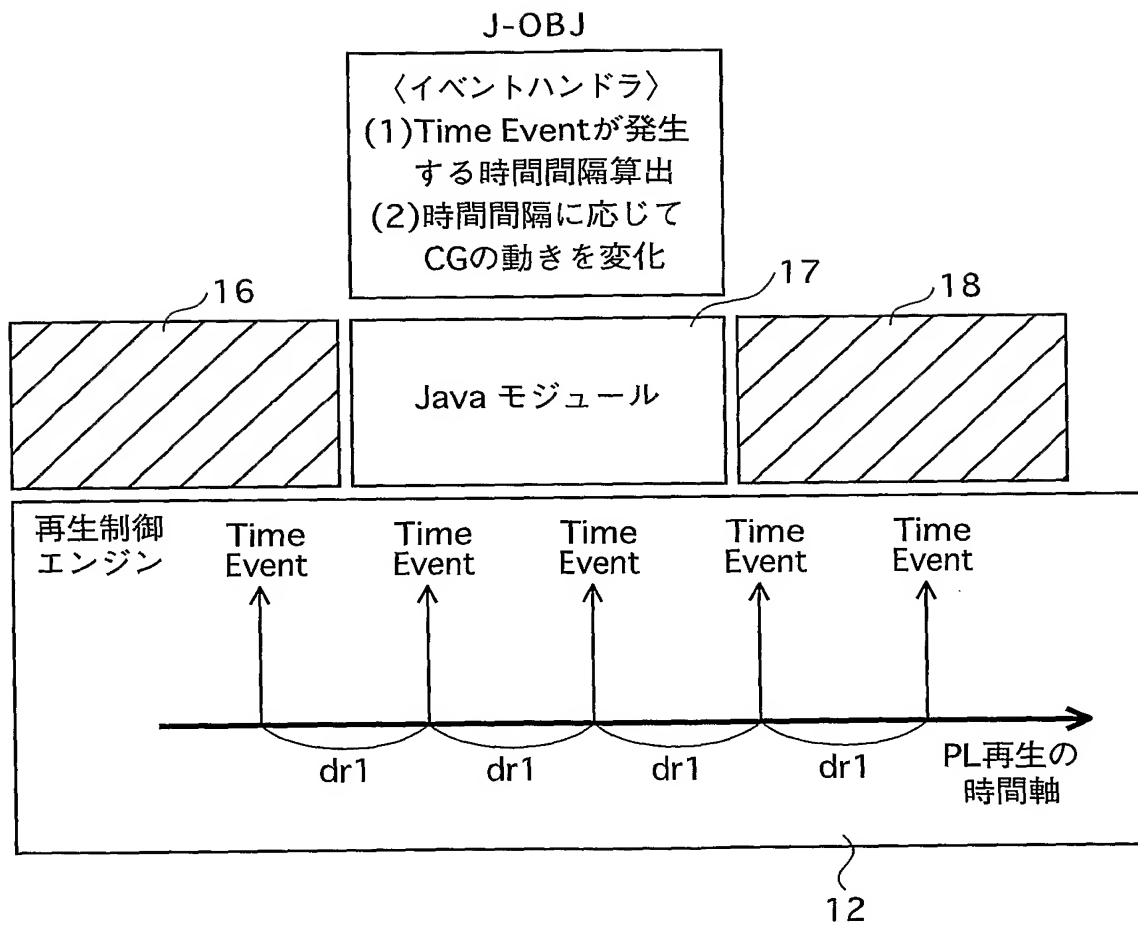 J-OBJ
〈イベントハンドラ〉
(1)Time Eventが発生
する時間間隔算出
(2)時間間隔に応じて
CGの動きを変化
16
17
18
Java モジュール
再生制御
エンジン
Time
Event
Time
Event
Time
Event
Time
Event
Time
Event
dr1
dr1
dr1
dr1
PL再生の
時間軸
12